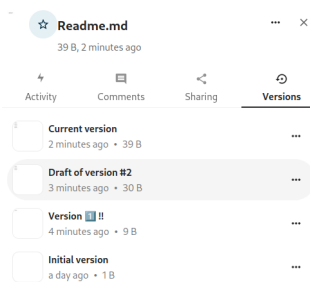 Readme.md
39 B, 2 minutes ago
Activity
Comments
Sharing
Versions
Current version
2 minutes ago • 39 B
Draft of version #2
3 minutes ago • 30 B
Version 1️⃣ !!
4 minutes ago • 9 B
Initial version
a day ago • 1 B